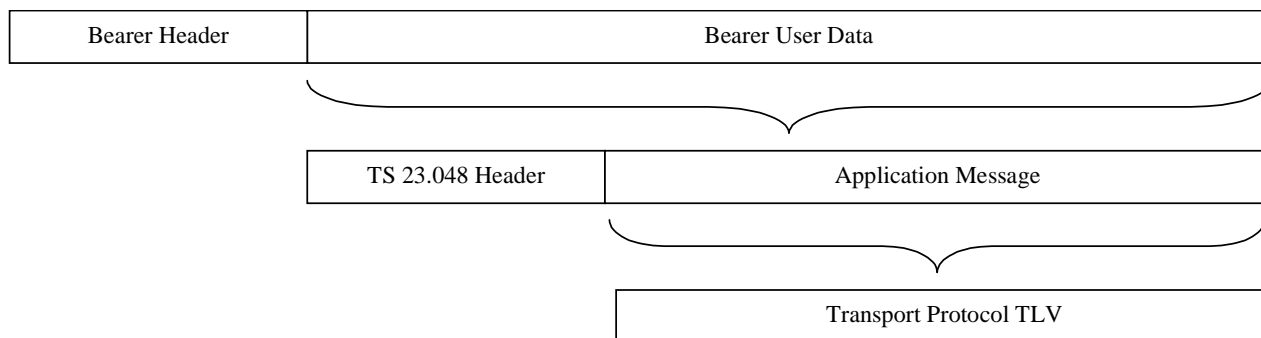 Bearer Header
Bearer User Data
TS 23.048 Header
Application Message
Transport Protocol TLV